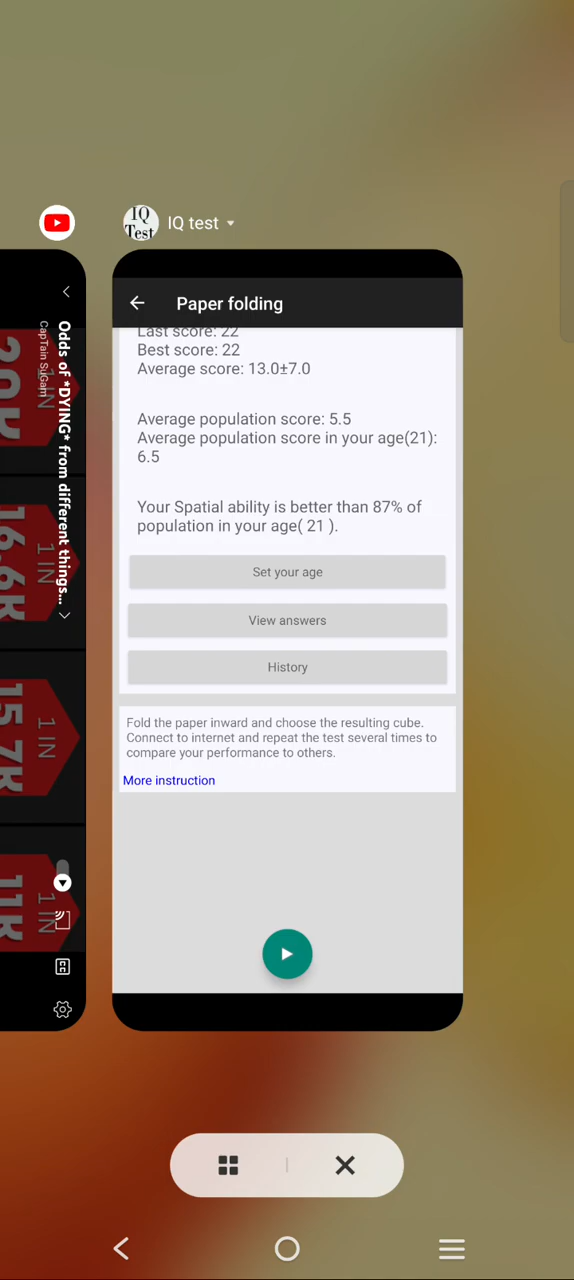 IQ
Test
IQ test
Paper folding
Last score: 22
Best score: 22
Average score: 13.0±7.0
Average population score: 5.5
Average population score in your age(21):
6.5
Your Spatial ability is better than 87% of
population in your age( 21 ).
Set your age
View answers
History
Fold the paper inward and choose the resulting cube.
Connect to internet and repeat the test several times to
compare your performance to others.
More instruction
Odds of *DYING* from different things...
CapTain SuGam
1 IN
20K
1 IN
16.6K
1 IN
15.7K
1 IN
11K